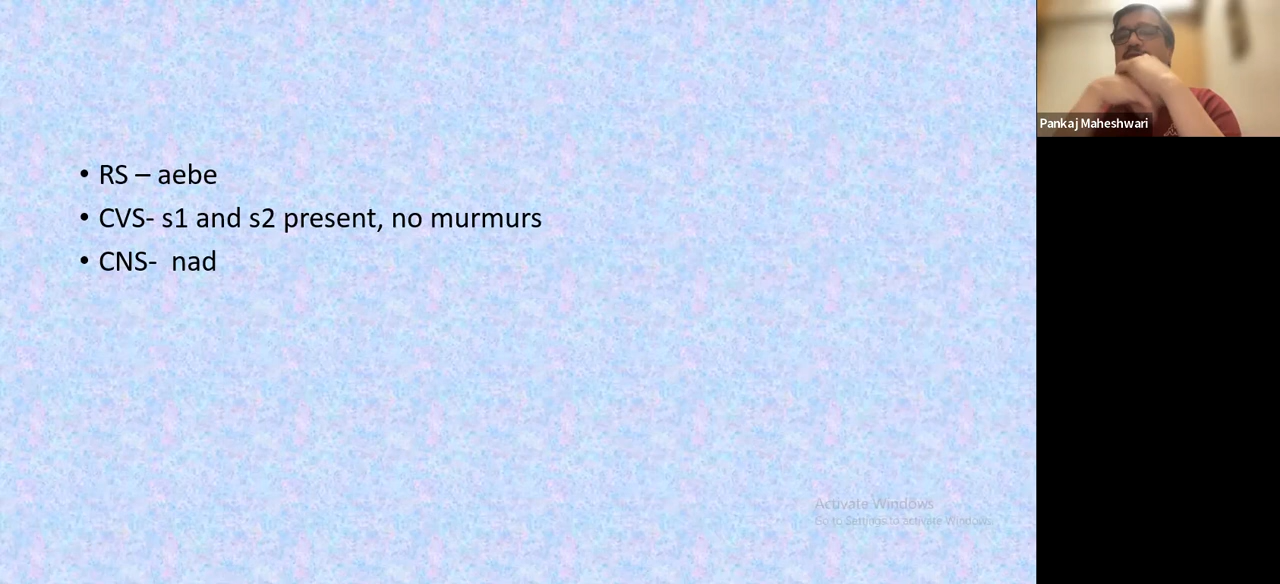 • RS – aebe
• CVS- s1 and s2 present, no murmurs
• CNS-  nad
Activate Windows
Go to Settings to activate Windows.
Pankaj Maheshwari